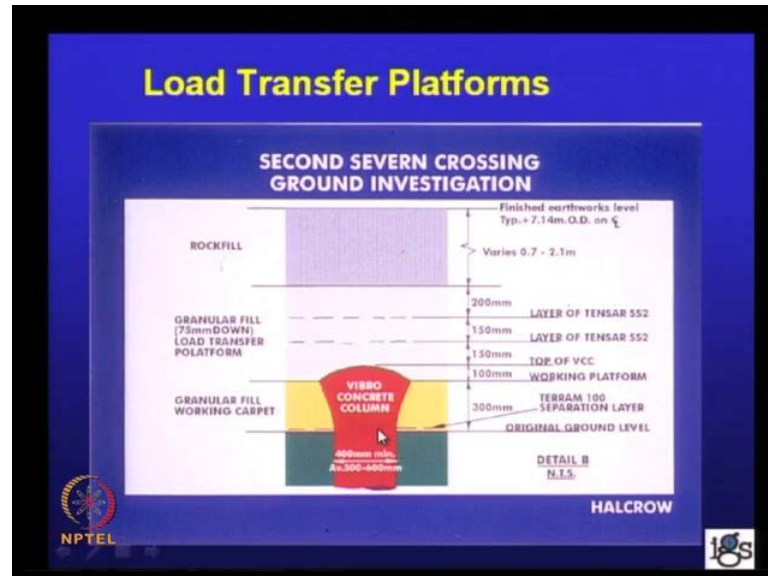 Load Transfer Platforms
SECOND SEVERN CROSSING
GROUND INVESTIGATION
Finished earthworks level
Typ.+7.14m.O.D. on ℄
ROCKFILL
Varies 0.7 - 2.1m
200mm
GRANULAR FILL
(75mm DOWN)
LOAD TRANSFER
POLATFORM
LAYER OF TENSAR SS2
150mm
LAYER OF TENSAR SS2
150mm
TOP OF VCC
100mm
WORKING PLATFORM
VIBRO
CONCRETE
COLUMN
GRANULAR FILL
WORKING CARPET
300mm
TERRAM 100
SEPARATION LAYER
ORIGINAL GROUND LEVEL
400mm min.
Av.500-600mm
DETAIL B
N.T.S.
HALCROW
NPTEL
igs